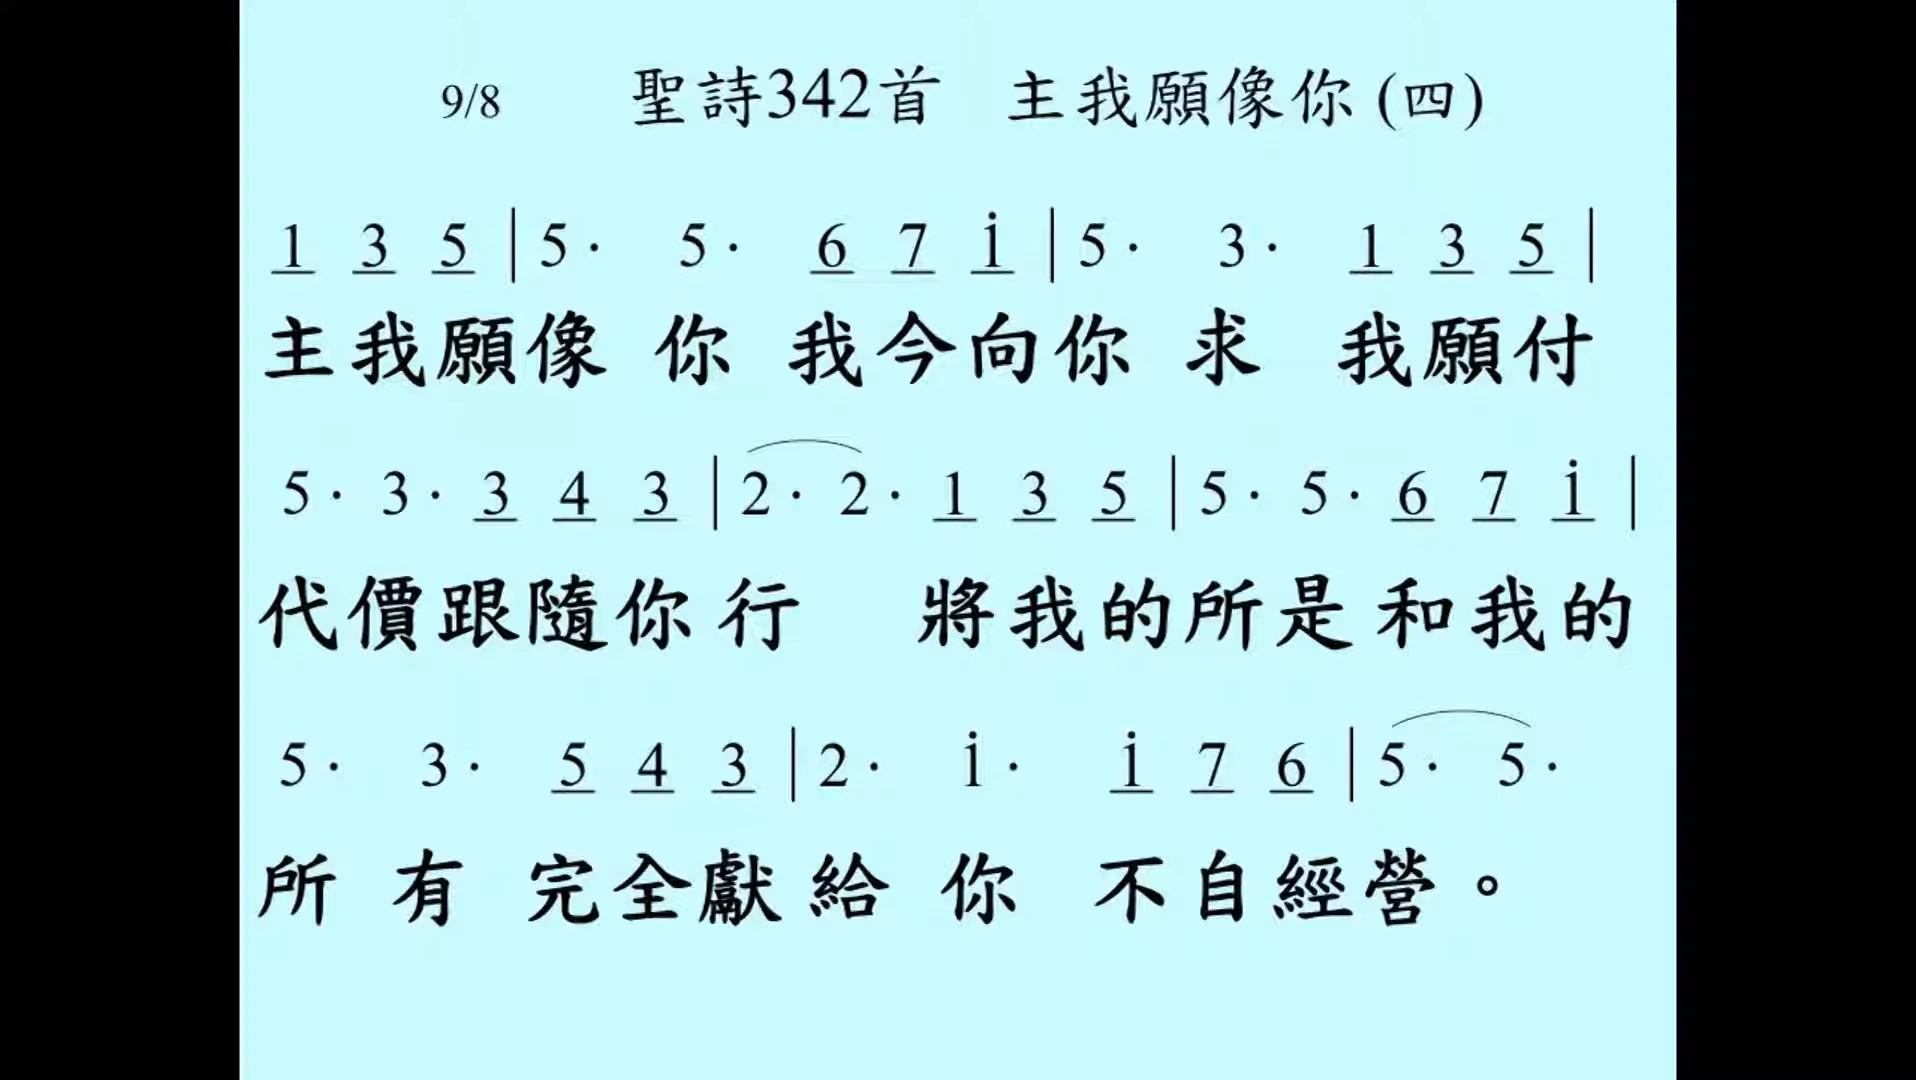 9/8 聖詩342首 主我願像你 (四)
1 3 5 | 5· 5· 6 7 i | 5· 3· 1 3 5 |
主我願像 你 我今向你 求 我願付
5· 3· 3 4 3 | 2· 2· 1 3 5 | 5· 5· 6 7 i |
代價跟隨你 行 將我的所是和我的
5· 3· 5 4 3 | 2· i· i 7 6 | 5· 5·
所 有 完全獻給 你 不自經營。